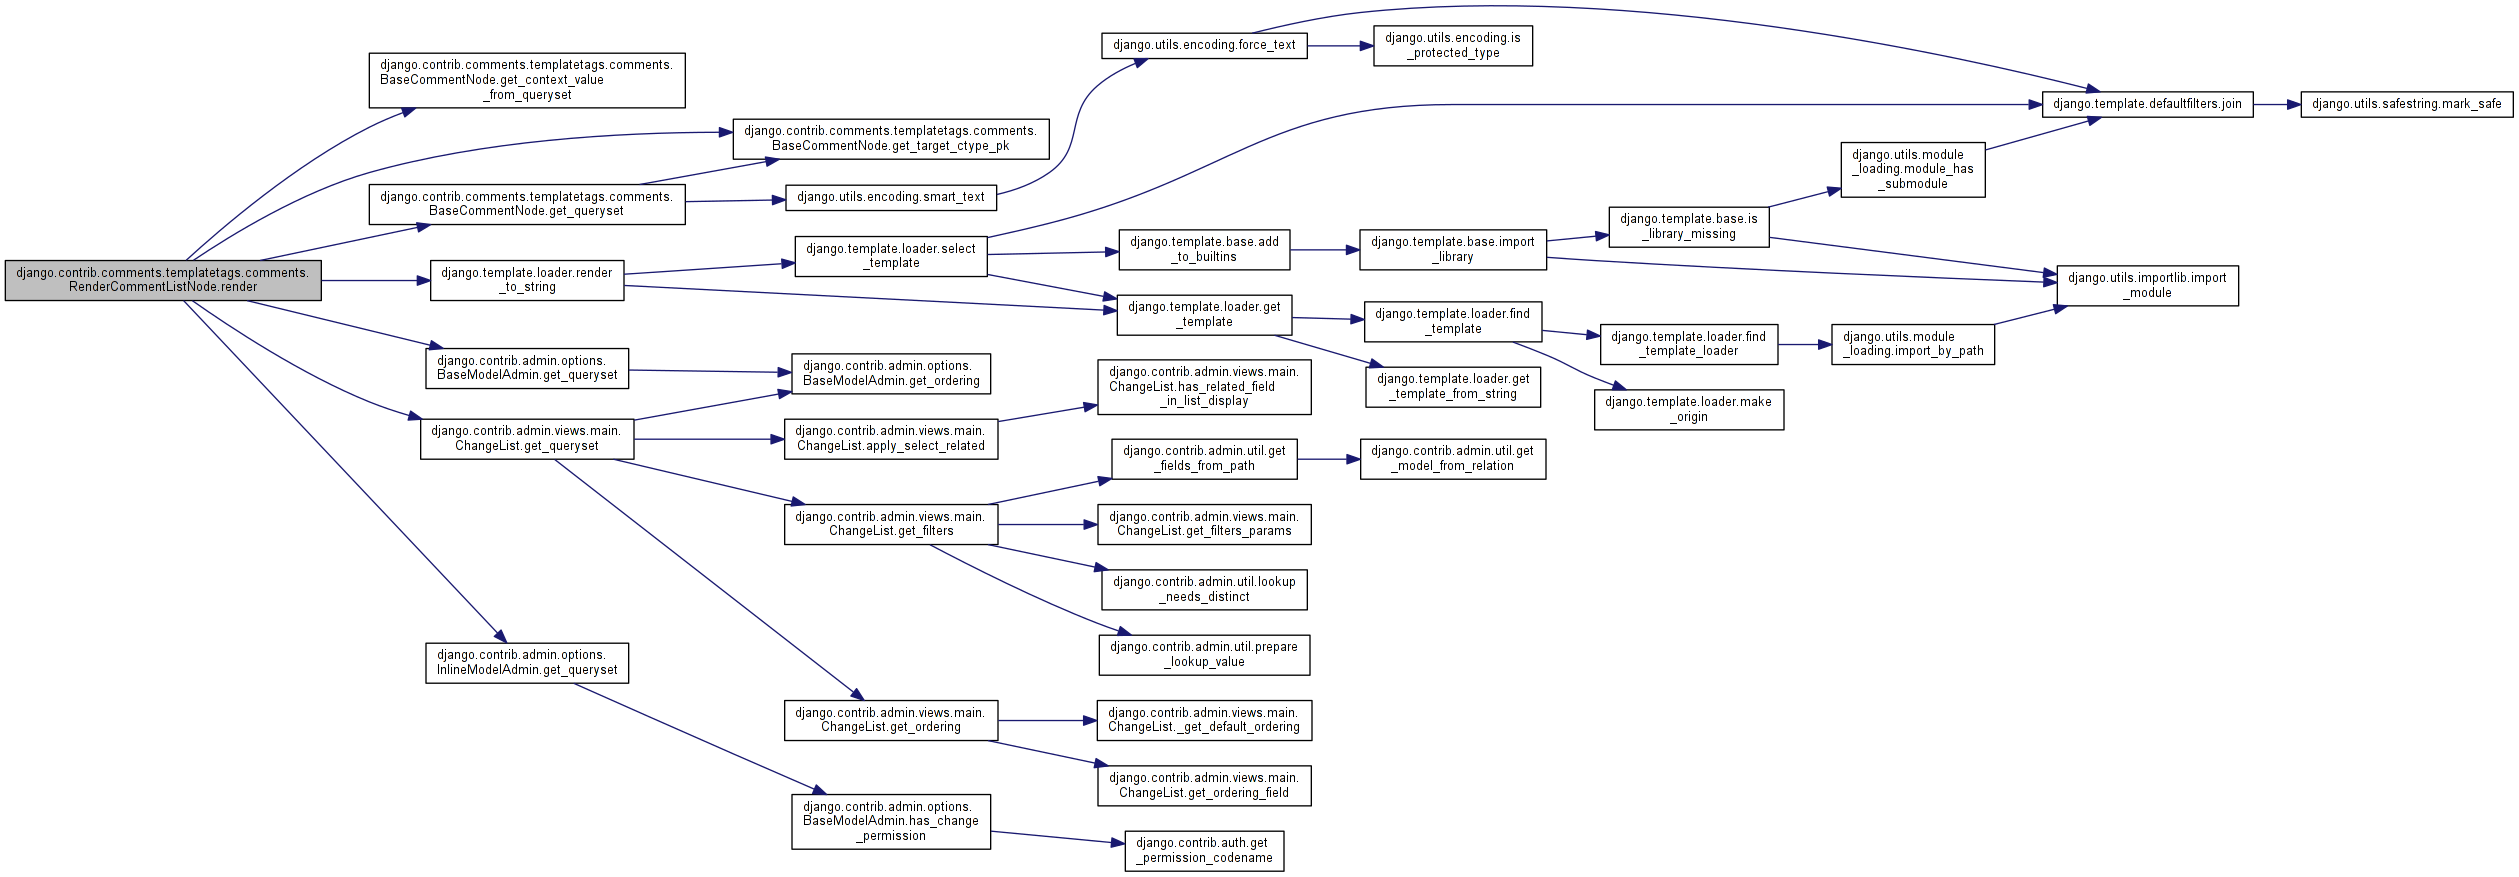 django.contrib.comments.templatetags.comments.
RenderCommentListNode.render
django.contrib.comments.templatetags.comments.
BaseCommentNode.get_context_value
_from_queryset
django.contrib.comments.templatetags.comments.
BaseCommentNode.get_queryset
django.template.loader.render
_to_string
django.contrib.admin.options.
BaseModelAdmin.get_queryset
django.contrib.admin.views.main.
ChangeList.get_queryset
django.contrib.admin.options.
InlineModelAdmin.get_queryset
django.contrib.comments.templatetags.comments.
BaseCommentNode.get_target_ctype_pk
django.utils.encoding.smart_text
django.template.loader.select
_template
django.contrib.admin.options.
BaseModelAdmin.get_ordering
django.contrib.admin.views.main.
ChangeList.apply_select_related
django.contrib.admin.views.main.
ChangeList.get_filters
django.contrib.admin.views.main.
ChangeList.get_ordering
django.contrib.admin.options.
BaseModelAdmin.has_change
_permission
django.utils.encoding.force_text
django.template.base.add
_to_builtins
django.template.loader.get
_template
django.contrib.admin.views.main.
ChangeList.has_related_field
_in_list_display
django.contrib.admin.util.get
_fields_from_path
django.contrib.admin.views.main.
ChangeList.get_filters_params
django.contrib.admin.util.lookup
_needs_distinct
django.contrib.admin.util.prepare
_lookup_value
django.contrib.admin.views.main.
ChangeList._get_default_ordering
django.contrib.admin.views.main.
ChangeList.get_ordering_field
django.contrib.auth.get
_permission_codename
django.utils.encoding.is
_protected_type
django.template.base.import
_library
django.template.loader.find
_template
django.template.loader.get
_template_from_string
django.contrib.admin.util.get
_model_from_relation
django.template.base.is
_library_missing
django.template.loader.find
_template_loader
django.template.loader.make
_origin
django.utils.module
_loading.module_has
_submodule
django.utils.module
_loading.import_by_path
django.template.defaultfilters.join
django.utils.importlib.import
_module
django.utils.safestring.mark_safe